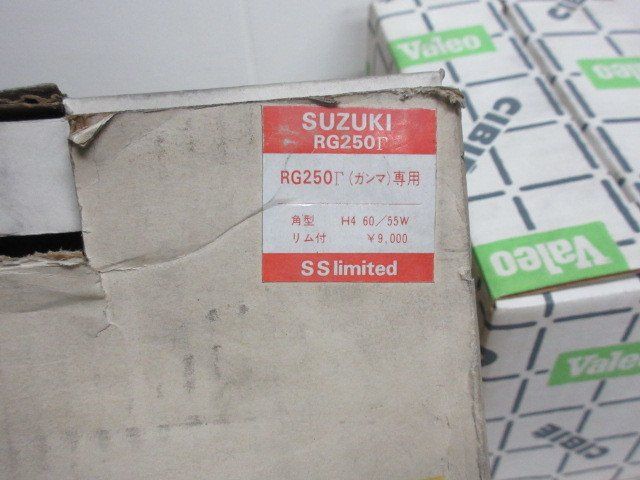 SUZUKI
RG250Γ
RG250Γ(ガンマ)専用
角型 H4 60/55W
リム付 ¥9,000
SS limited
Valeo
CIBIE
Valeo
Valeo
Valeo
CIBIE